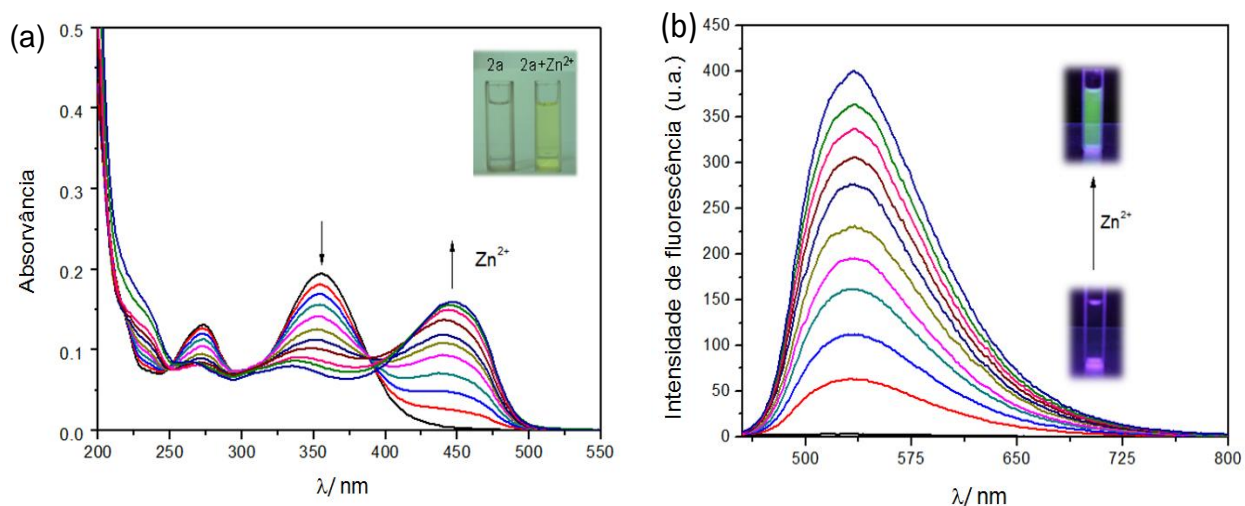 (a)
0.5
0.4
0.3
0.2
0.1
0.0
Absorvância
2a 2a+Zn²⁺
Zn²⁺
200 250 300 350 400 450 500 550
λ/ nm
(b)
450
400
350
300
250
200
150
100
50
0
Intensidade de fluorescência (u.a.)
Zn²⁺
500 575 650 725 800
λ/ nm